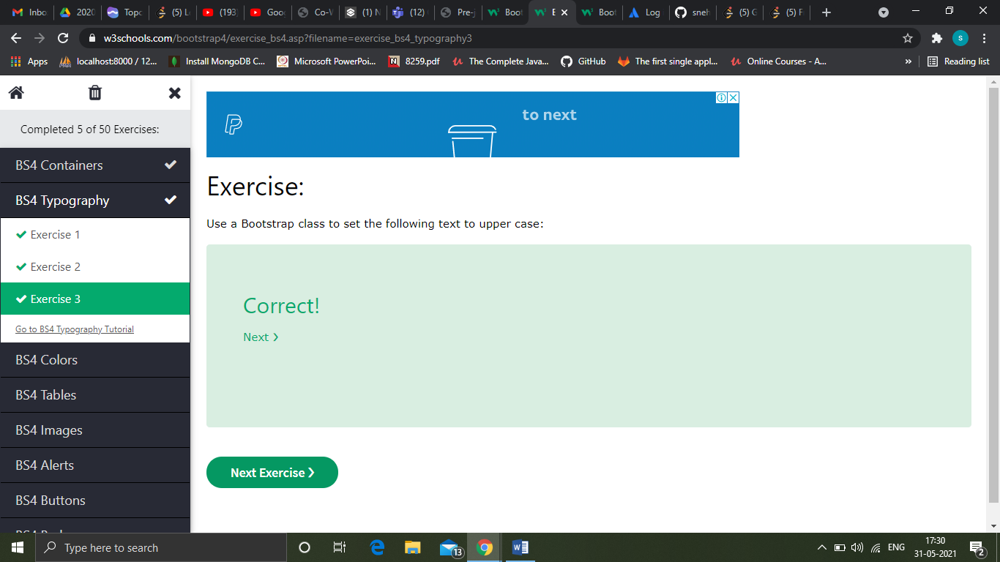 Inbo
2020
Topc
(5) L
(193)
Goo
Co-V
(1) N
(12)
Pre-j
Boot
E
Boot
Log
sneh
(5) G
(5) F
w3schools.com/bootstrap4/exercise_bs4.asp?filename=exercise_bs4_typography3
s
Apps
localhost:8000 / 12...
Install MongoDB C...
Microsoft PowerPoi...
8259.pdf
The Complete Java...
GitHub
The first single appl...
Online Courses - A...
»
Reading list
Completed 5 of 50 Exercises:
BS4 Containers
BS4 Typography
Exercise 1
Exercise 2
Exercise 3
Go to BS4 Typography Tutorial
BS4 Colors
BS4 Tables
BS4 Images
BS4 Alerts
BS4 Buttons
to next
Exercise:
Use a Bootstrap class to set the following text to upper case:
Correct!
Next ❯
Next Exercise ❯
Type here to search
13
ENG
17:30
31-05-2021
2